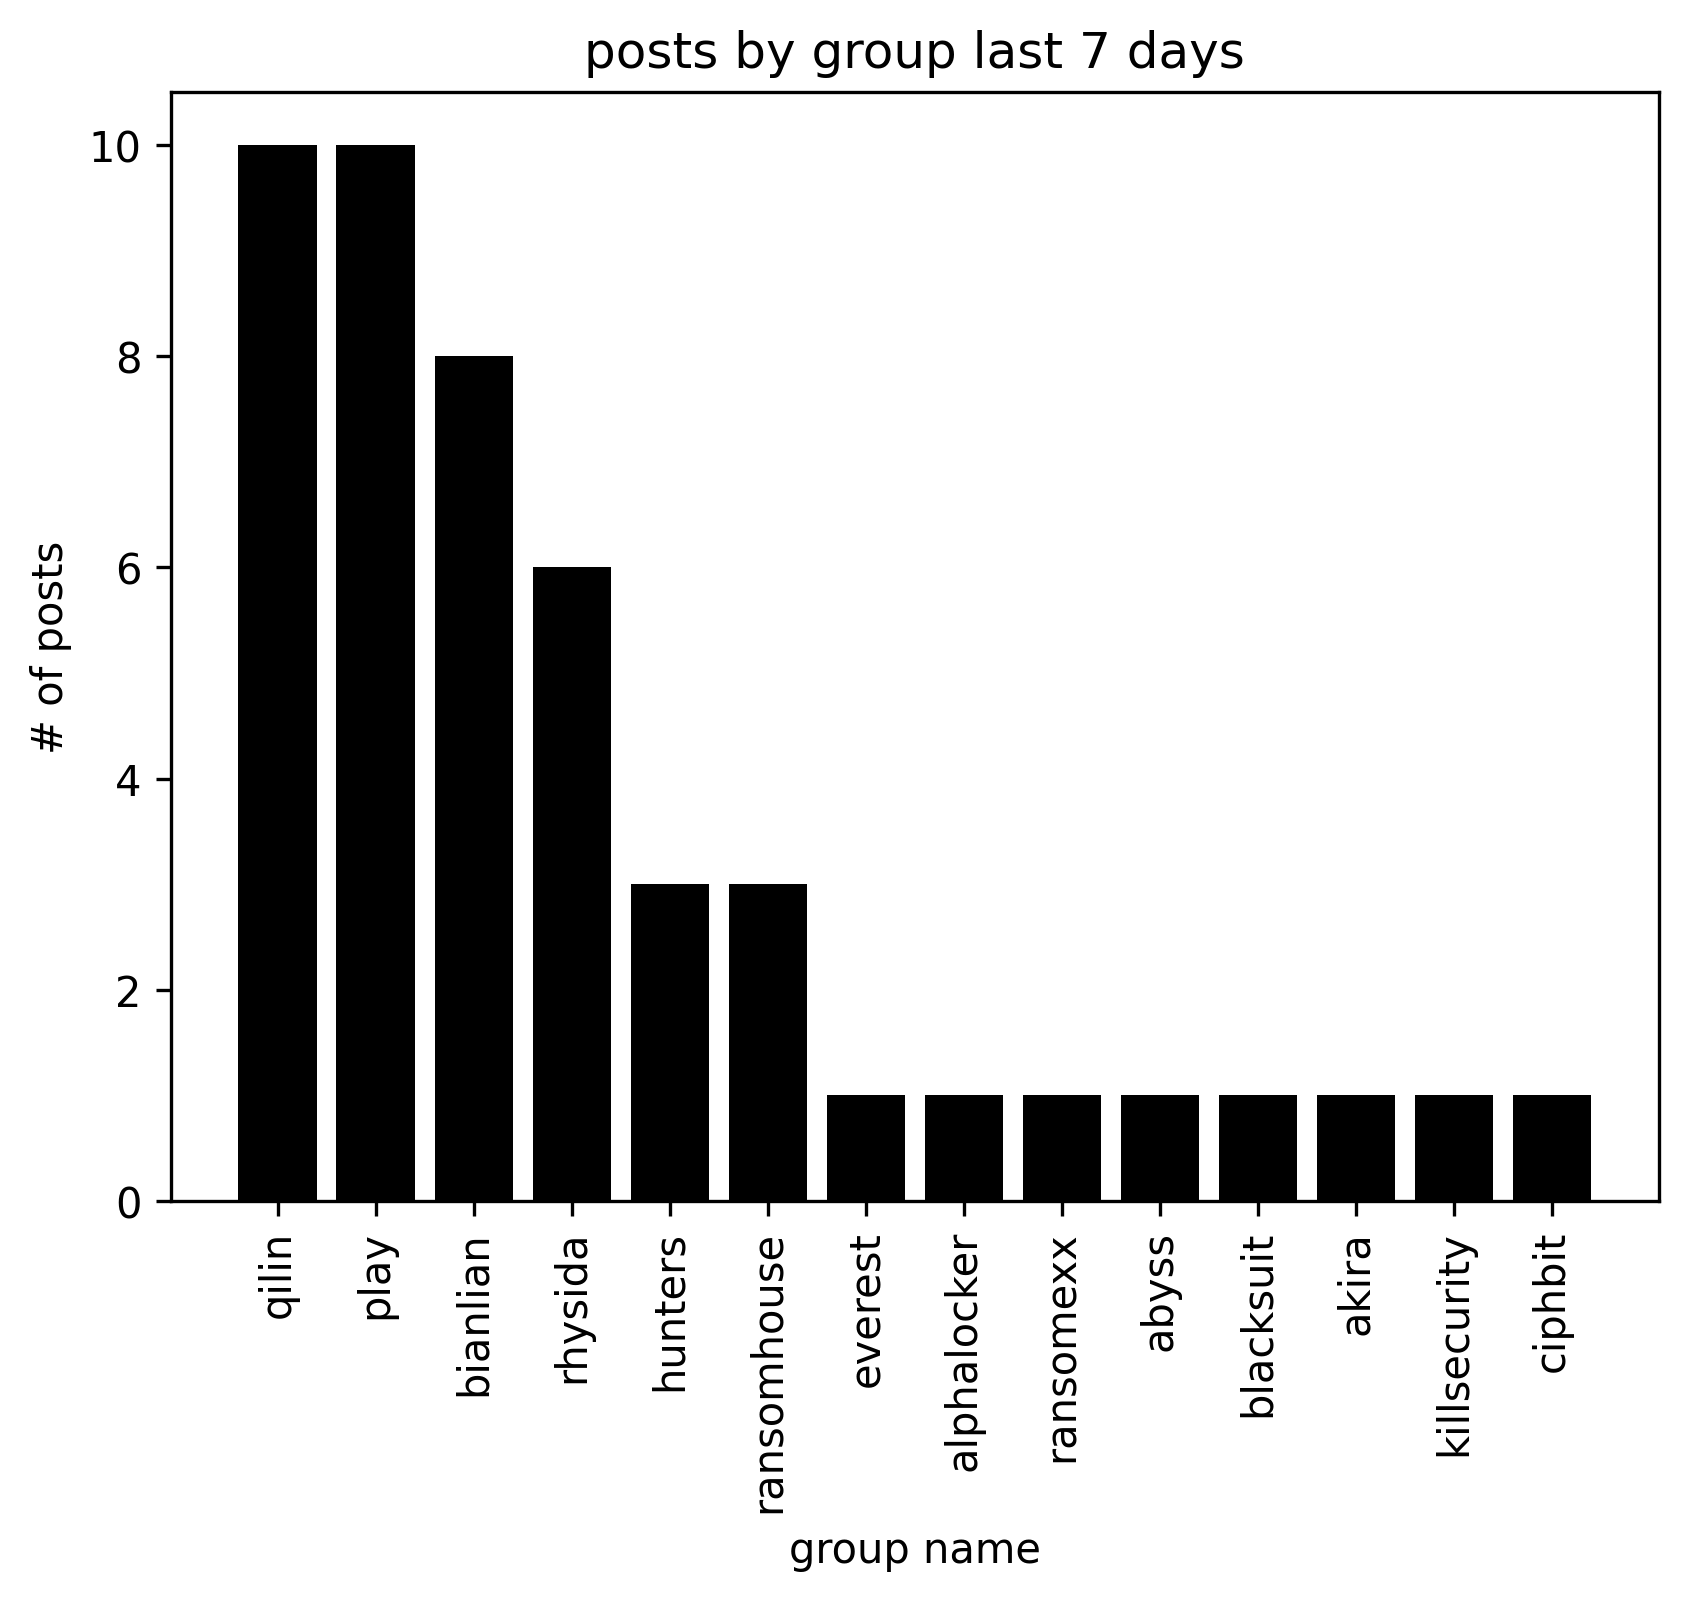 posts by group last 7 days
10
8
6
4
2
0
# of posts
qilin
play
bianlian
rhysida
hunters
ransomhouse
everest
alphalocker
ransomexx
abyss
blacksuit
akira
killsecurity
ciphbit
group name